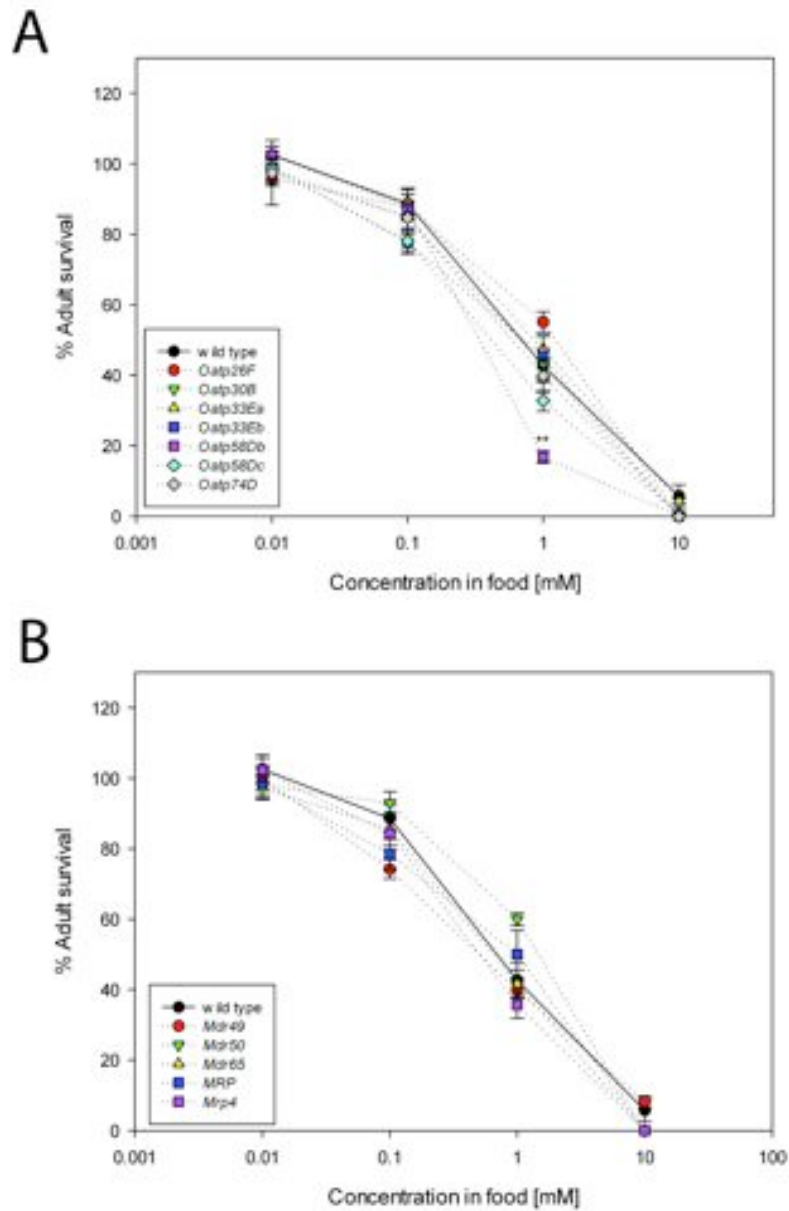 A
% Adult survival
120
100
80
60
40
20
0
wild type
Oatp26F
Oatp30B
Oatp33Ea
Oatp33Eb
Oatp58Db
Oatp58Dc
Oatp74D
**
0.001
0.01
0.1
1
10
Concentration in food [mM]
B
% Adult survival
120
100
80
60
40
20
0
wild type
Mdr49
Mdr50
Mdr65
MRP
Mrp4
0.001
0.01
0.1
1
10
100
Concentration in food [mM]